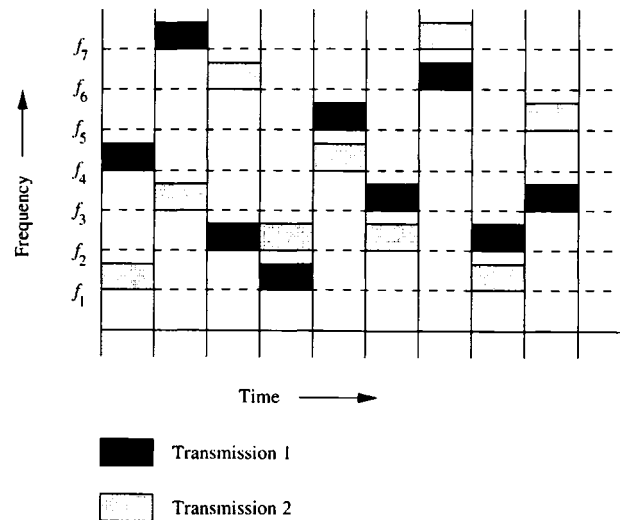 f7
f6
f5
f4
f3
f2
f1
Frequency
Time
Transmission 1
Transmission 2